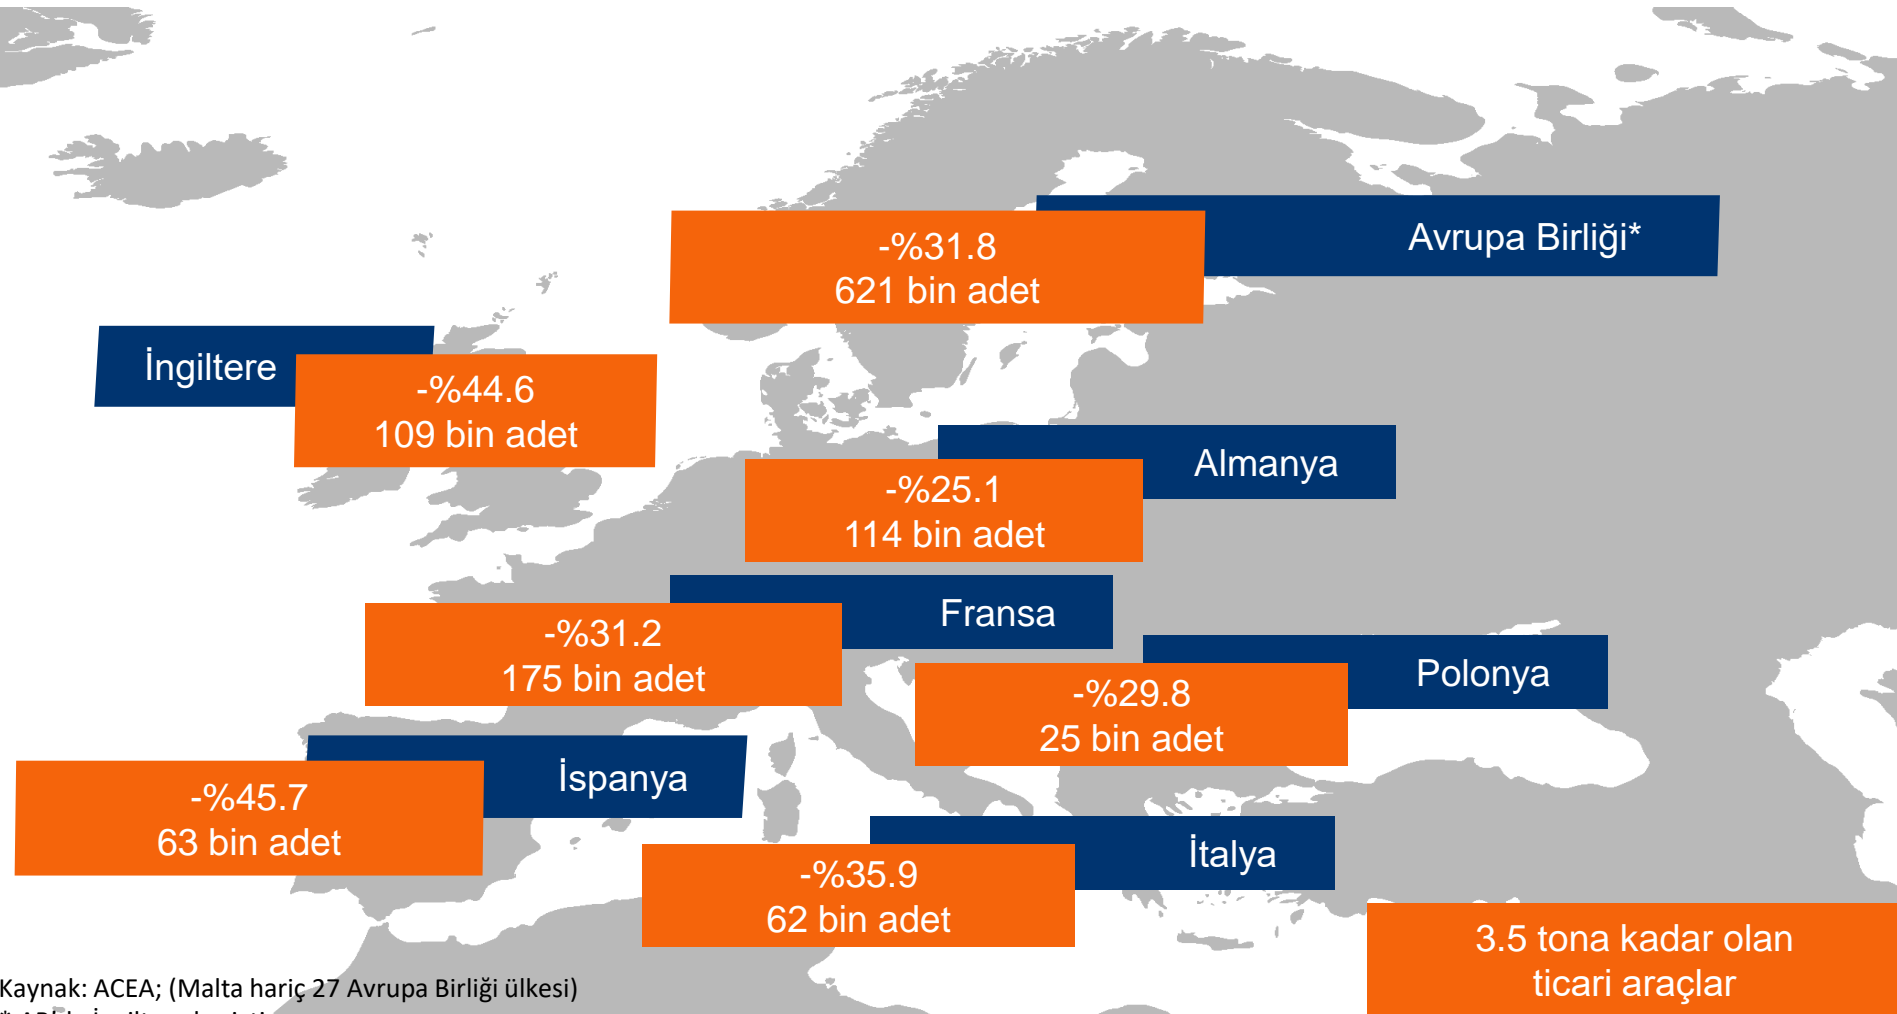 Avrupa Birliği*
-%31.8
621 bin adet
İngiltere
-%44.6
109 bin adet
Almanya
-%25.1
114 bin adet
Fransa
-%31.2
175 bin adet
Polonya
-%29.8
25 bin adet
İspanya
-%45.7
63 bin adet
İtalya
-%35.9
62 bin adet
3.5 tona kadar olan
ticari araçlar
Kaynak: ACEA; (Malta hariç 27 Avrupa Birliği ülkesi)